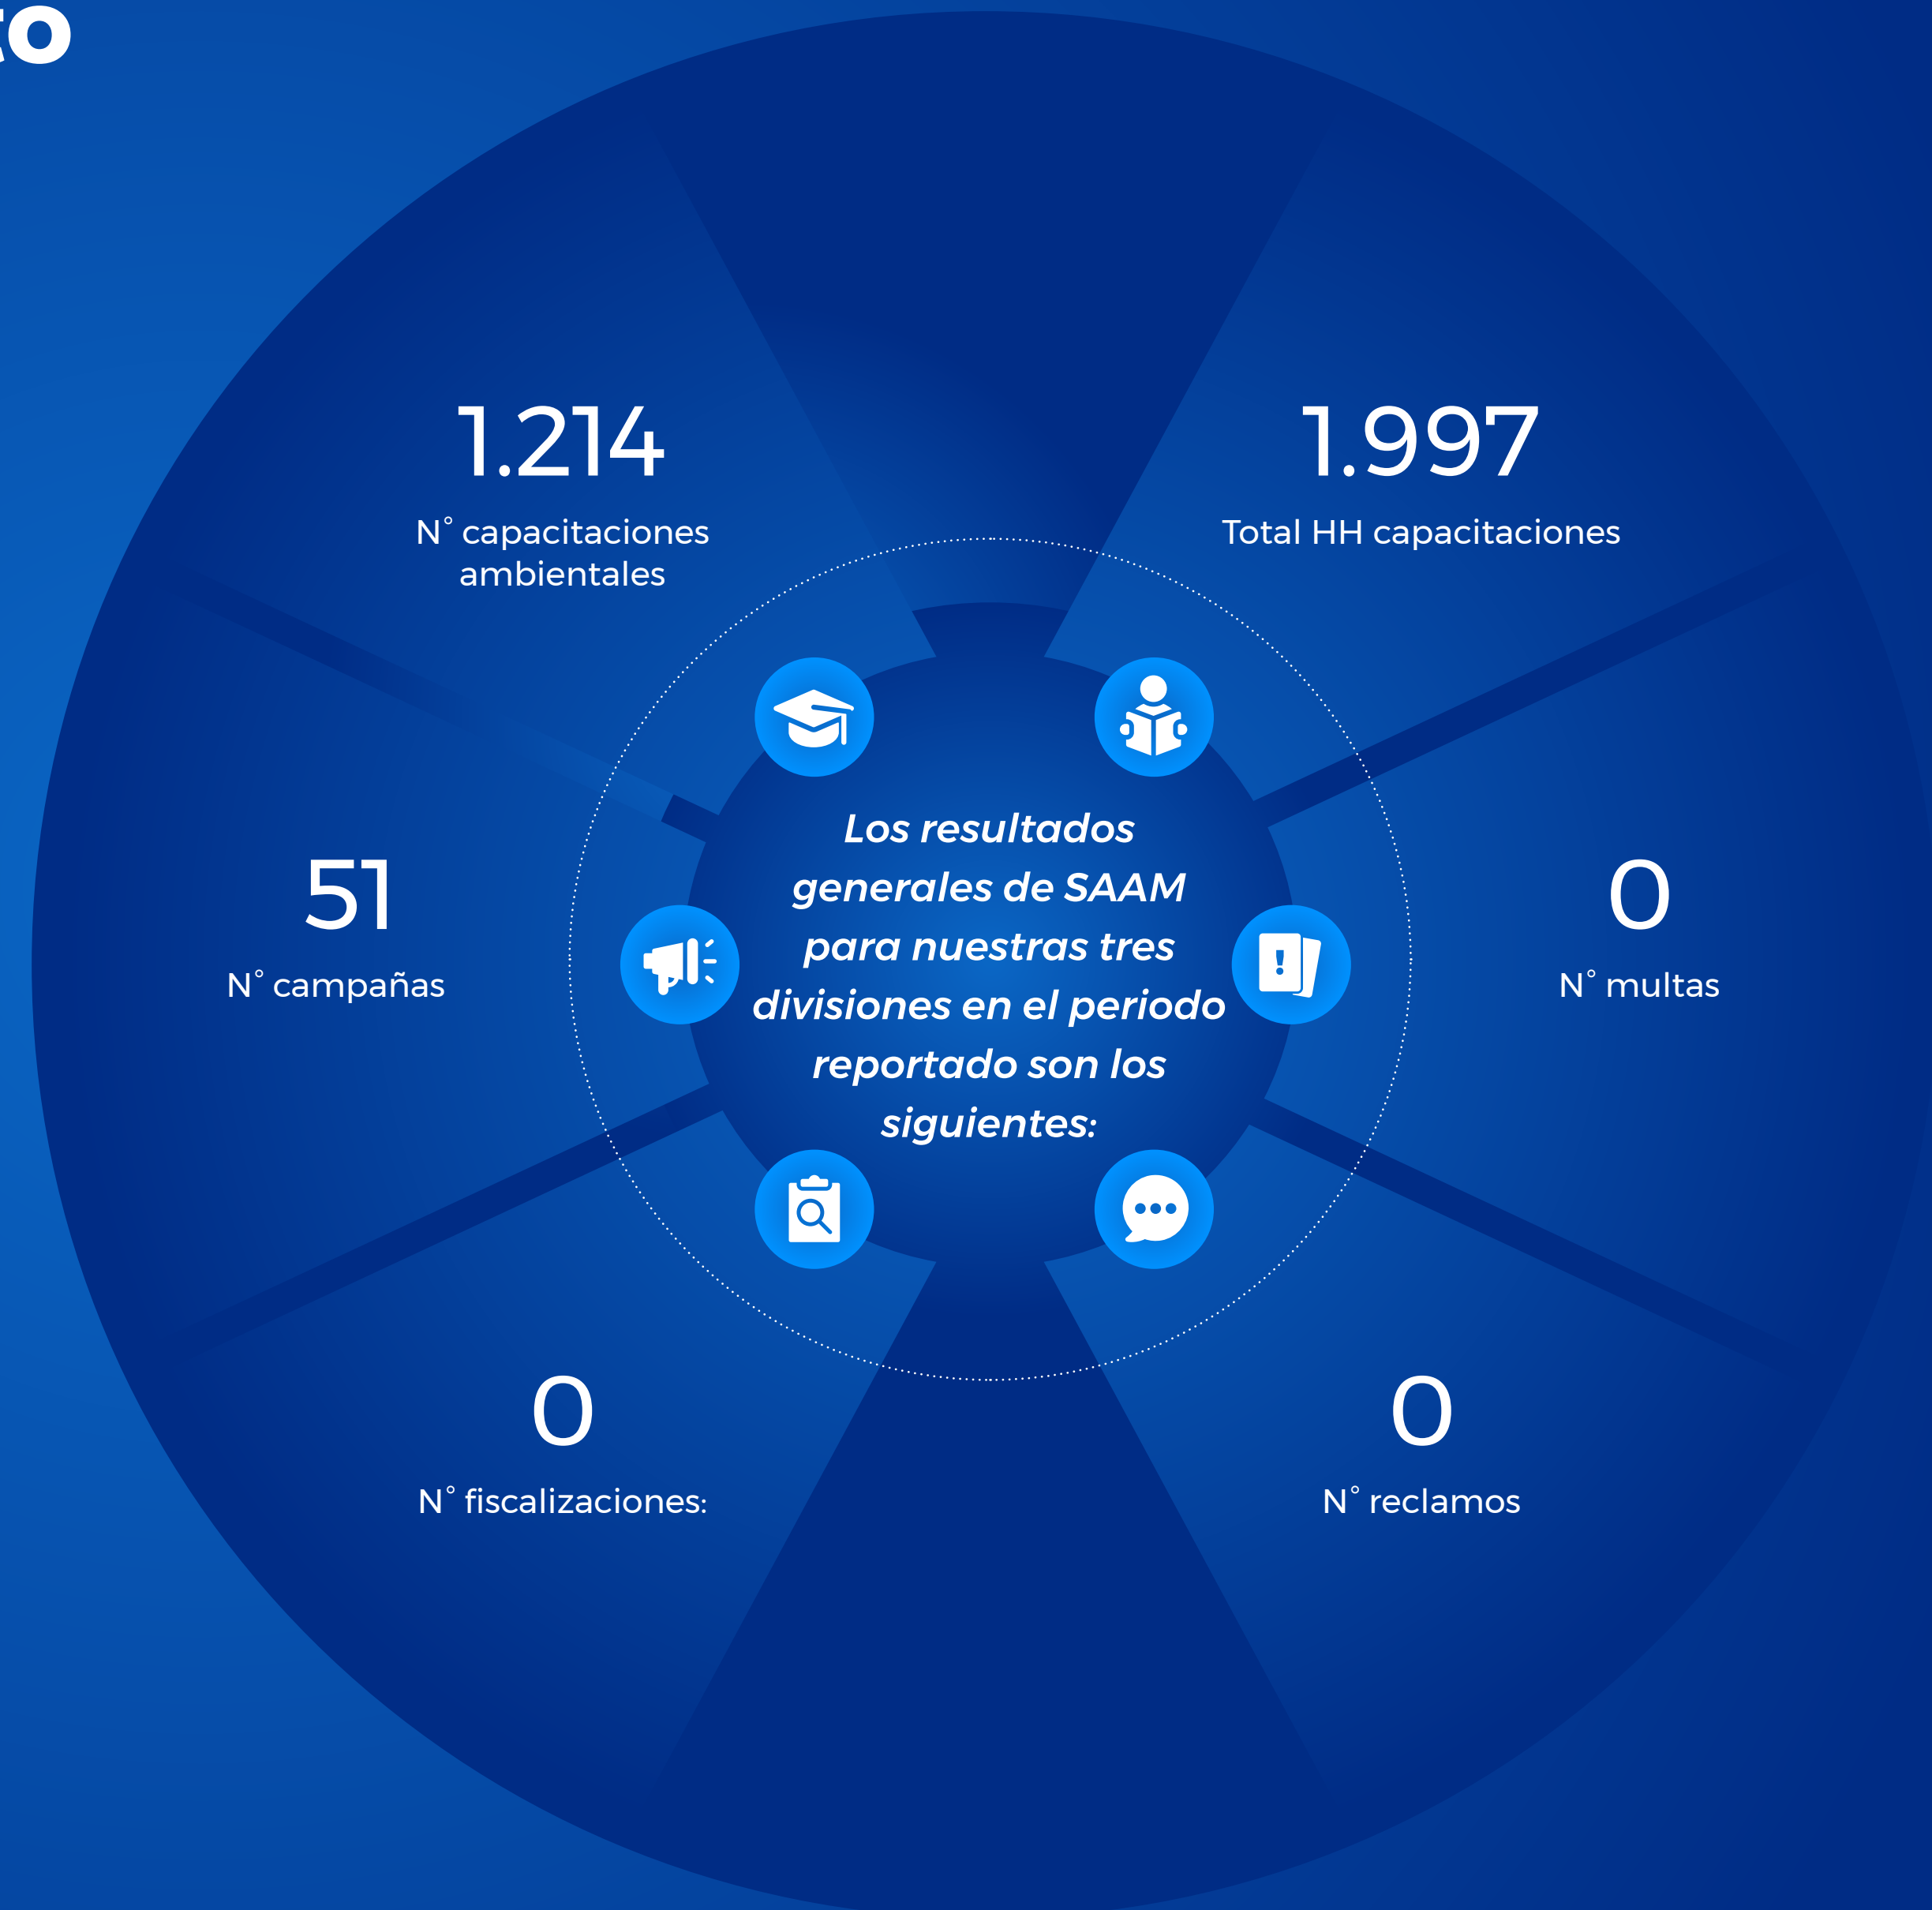 1.214
N° capacitaciones
ambientales
1.997
Total HH capacitaciones
51
N° campañas
Los resultados
generales de SAAM
para nuestras tres
divisiones en el periodo
reportado son los
siguientes:
0
N° multas
0
N° fiscalizaciones:
0
N° reclamos